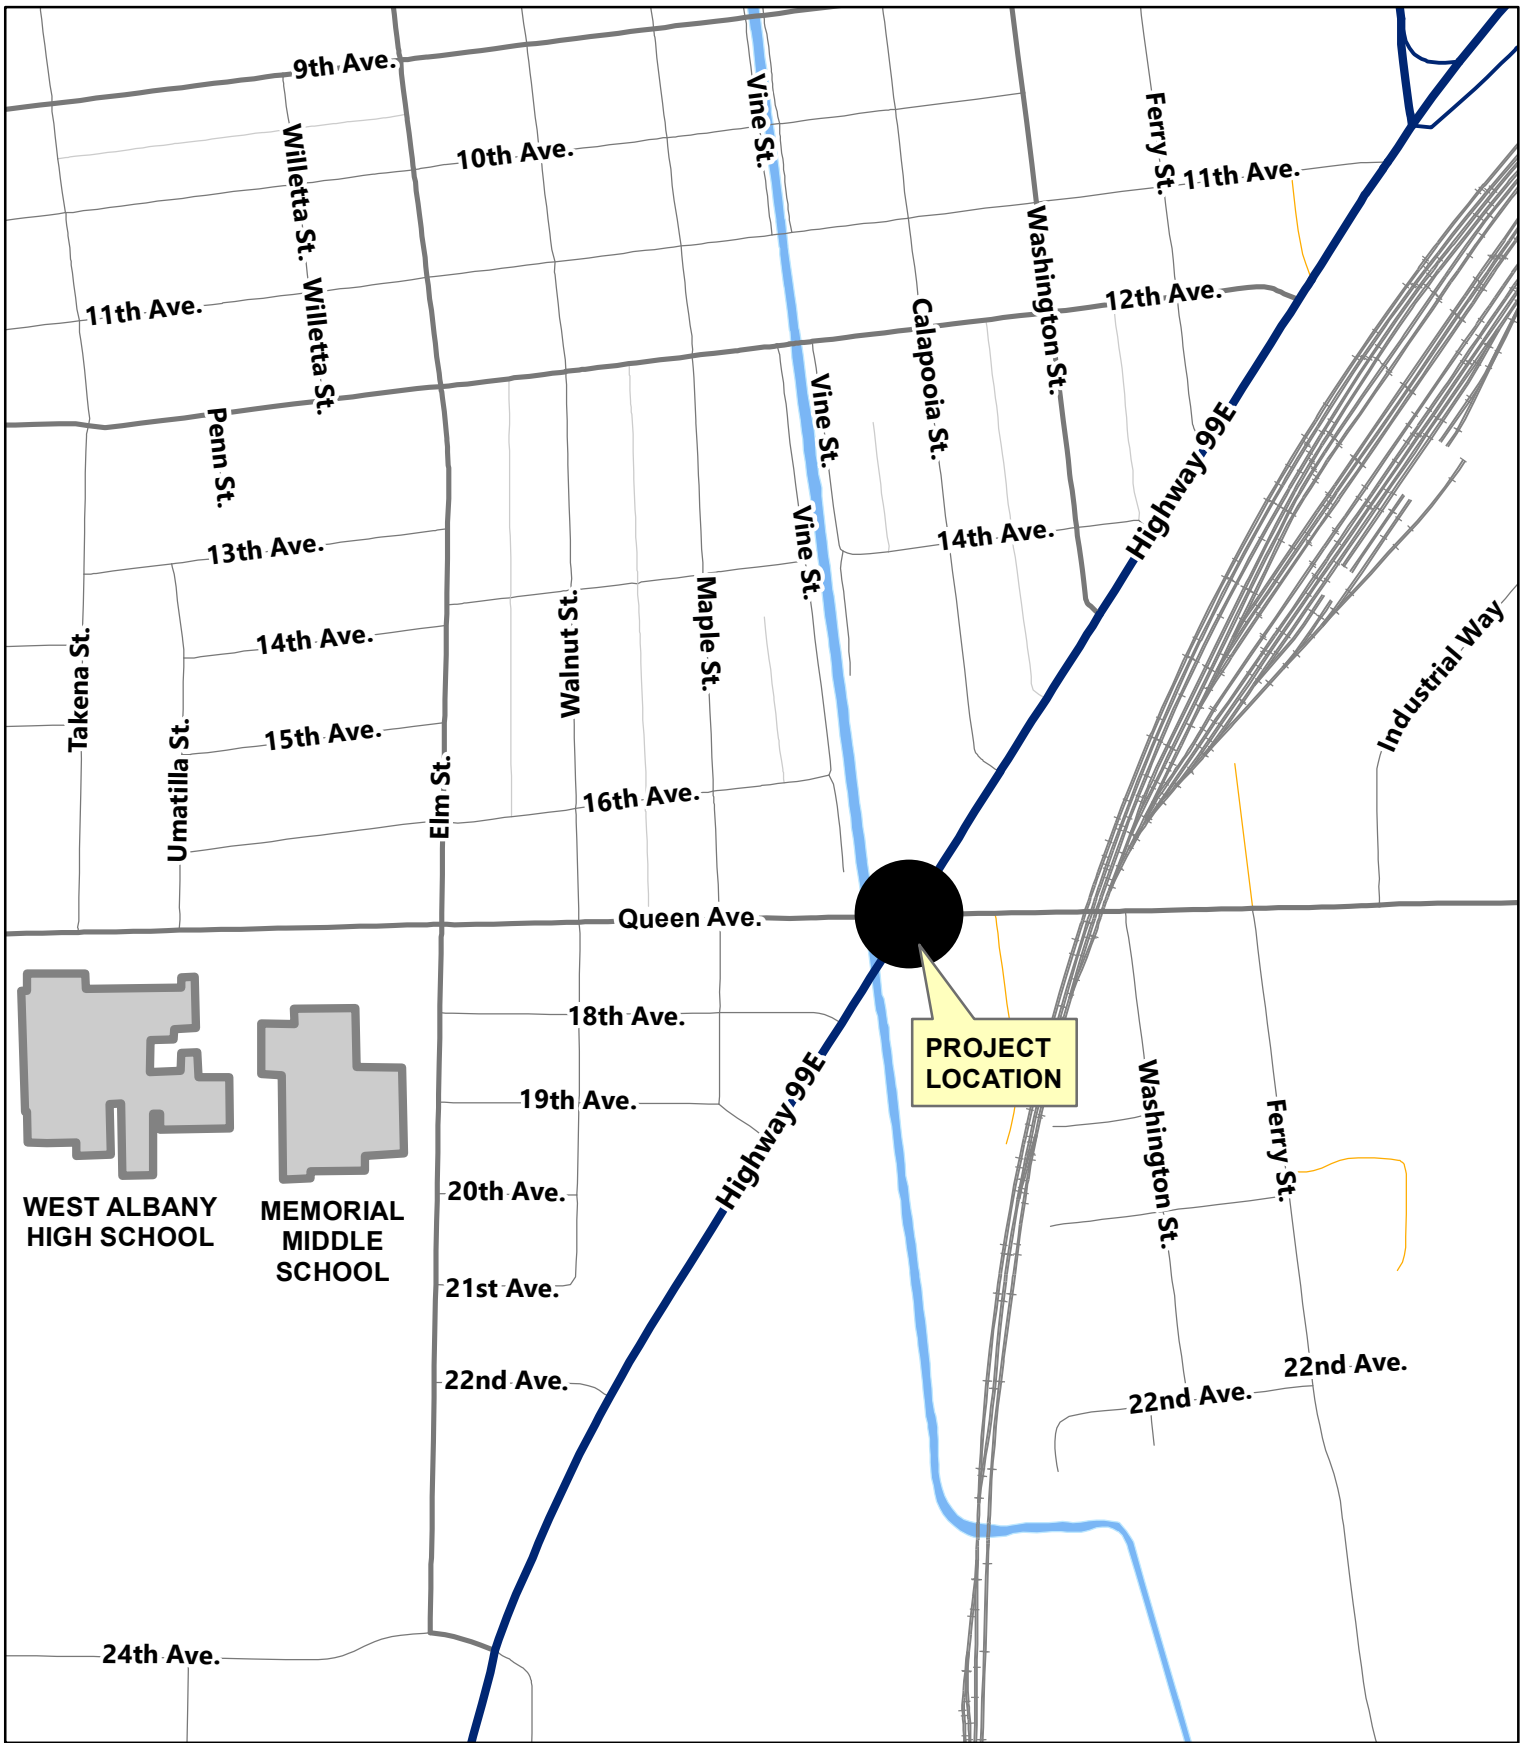 9th Ave.
Vine St.
Ferry St.
Willetta St.
10th Ave.
11th Ave.
Washington St.
11th Ave.
Willetta St.
12th Ave.
Calapooia St.
Vine St.
Penn St.
Highway 99E
Vine St.
13th Ave.
14th Ave.
Maple St.
Walnut St.
Takena St.
14th Ave.
Industrial Way
Umatilla St.
15th Ave.
Elm St.
16th Ave.
Queen Ave.
18th Ave.
PROJECT
LOCATION
Highway 99E
19th Ave.
Washington St.
Ferry St.
WEST ALBANY
HIGH SCHOOL
MEMORIAL
MIDDLE
SCHOOL
20th Ave.
21st Ave.
22nd Ave.
22nd Ave.
22nd Ave.
24th Ave.